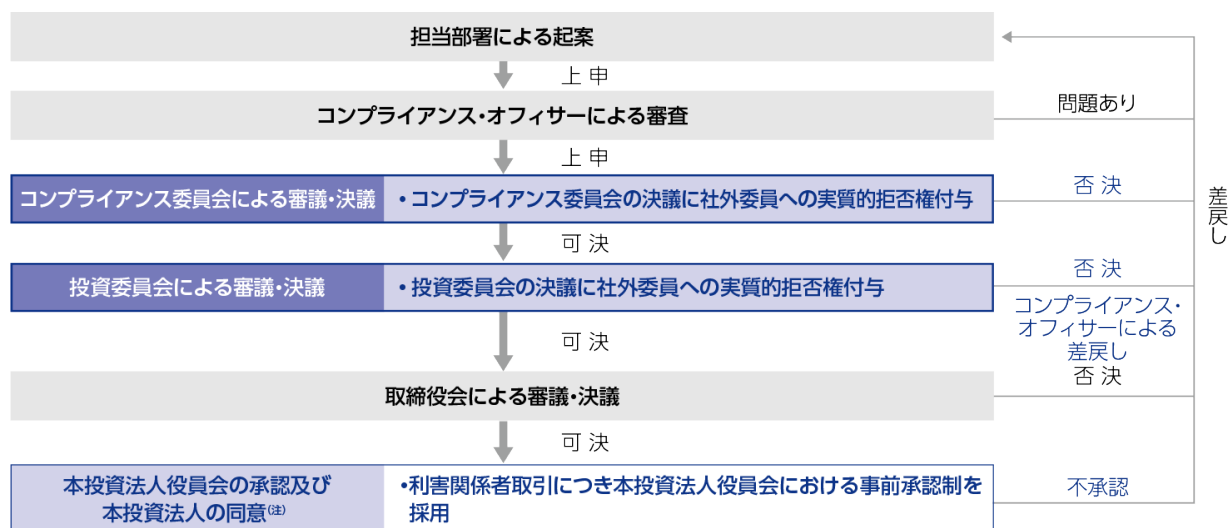 担当部署による起案
上申
コンプライアンス・オフィサーによる審査
問題あり
上申
コンプライアンス委員会による審議・決議
・コンプライアンス委員会の決議に社外委員への実質的拒否権付与
否決
可決
投資委員会による審議・決議
・投資委員会の決議に社外委員への実質的拒否権付与
否決
コンプライアンス・
オフィサーによる
差戻し
可決
取締役会による審議・決議
否決
可決
本投資法人役員会の承認及び
本投資法人の同意(注)
・利害関係者取引につき本投資法人役員会における事前承認制を
採用
不承認
差戻し